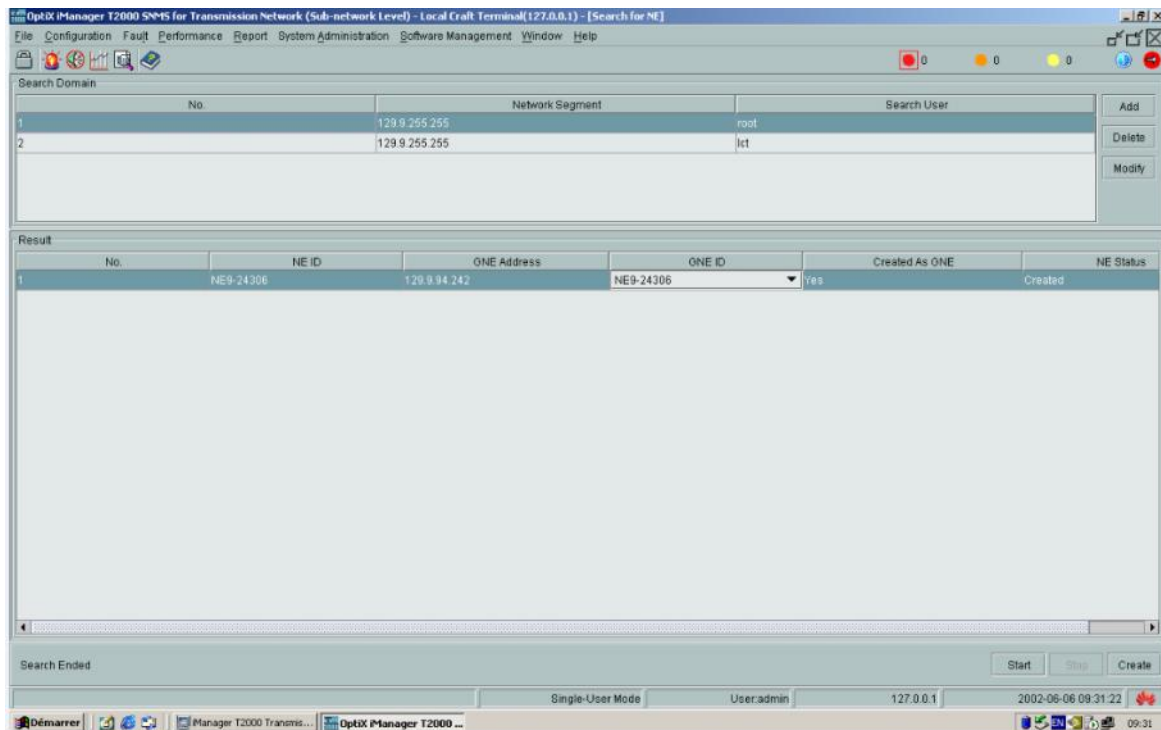 OptiX iManager T2000 SNMS for Transmission Network (Sub-network Level) - Local Craft Terminal(127.0.0.1) - [Search for NE]
File Configuration Fault Performance Report System Administration Software Management Window Help
0 0 0
Search Domain
No. Network Segment Search User
1 129.9.255.255 root
2 129.9.255.255 lct
Add
Delete
Modify
Result
No. NE ID GNE Address GNE ID Created As GNE NE Status
1 NE9-24306 129.9.94.242 NE9-24306 Yes Created
Search Ended
Start Stop Create
Single-User Mode User:admin 127.0.0.1 2002-06-06 09:31:22
Démarrer iManager T2000 Transmis... OptiX iManager T2000 ... EN 09:31